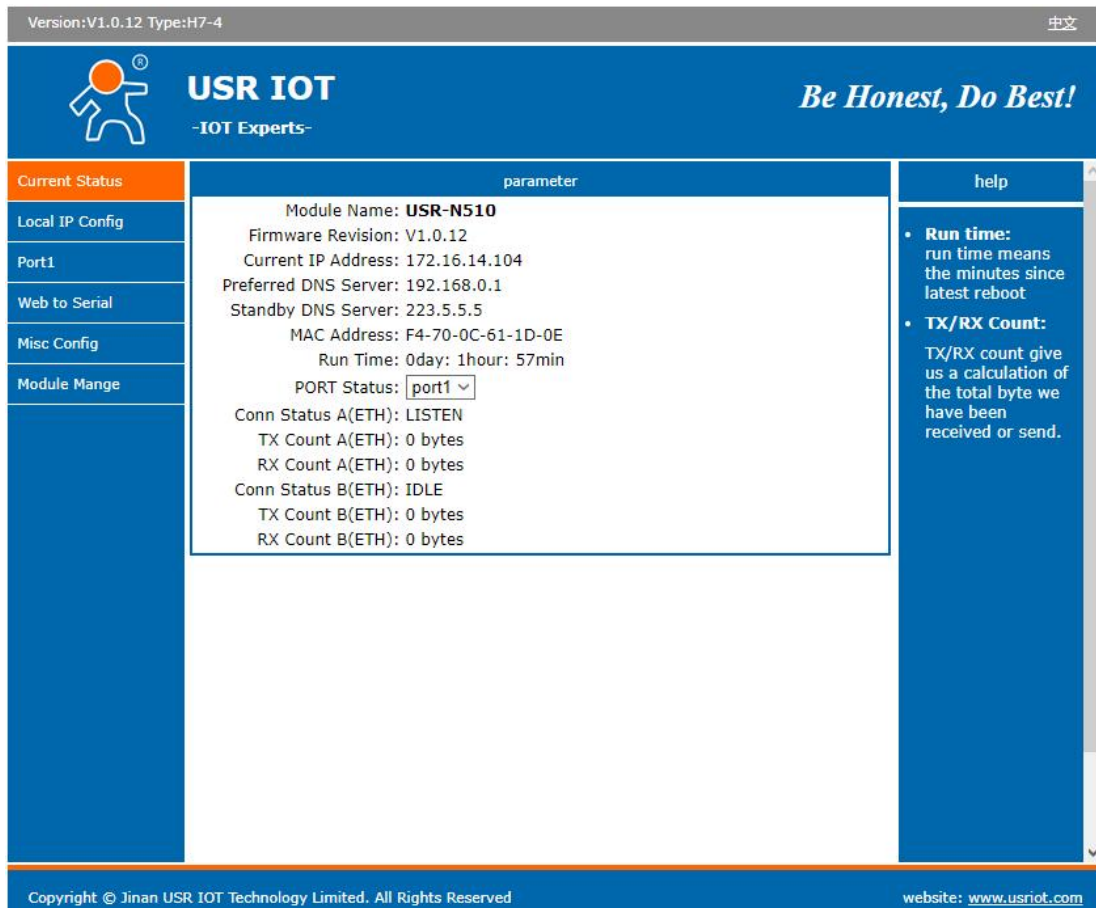 Version:V1.0.12 Type:H7-4
中文
®
USR IOT
-IOT Experts-
Be Honest, Do Best!
Current Status
Local IP Config
Port1
Web to Serial
Misc Config
Module Mange
parameter
Module Name: USR-N510
Firmware Revision: V1.0.12
Current IP Address: 172.16.14.104
Preferred DNS Server: 192.168.0.1
Standby DNS Server: 223.5.5.5
MAC Address: F4-70-0C-61-1D-0E
Run Time: 0day: 1hour: 57min
PORT Status: port1
Conn Status A(ETH): LISTEN
TX Count A(ETH): 0 bytes
RX Count A(ETH): 0 bytes
Conn Status B(ETH): IDLE
TX Count B(ETH): 0 bytes
RX Count B(ETH): 0 bytes
help
• Run time:
run time means
the minutes since
latest reboot
• TX/RX Count:
TX/RX count give
us a calculation of
the total byte we
have been
received or send.
Copyright © Jinan USR IOT Technology Limited. All Rights Reserved
website: www.usriot.com